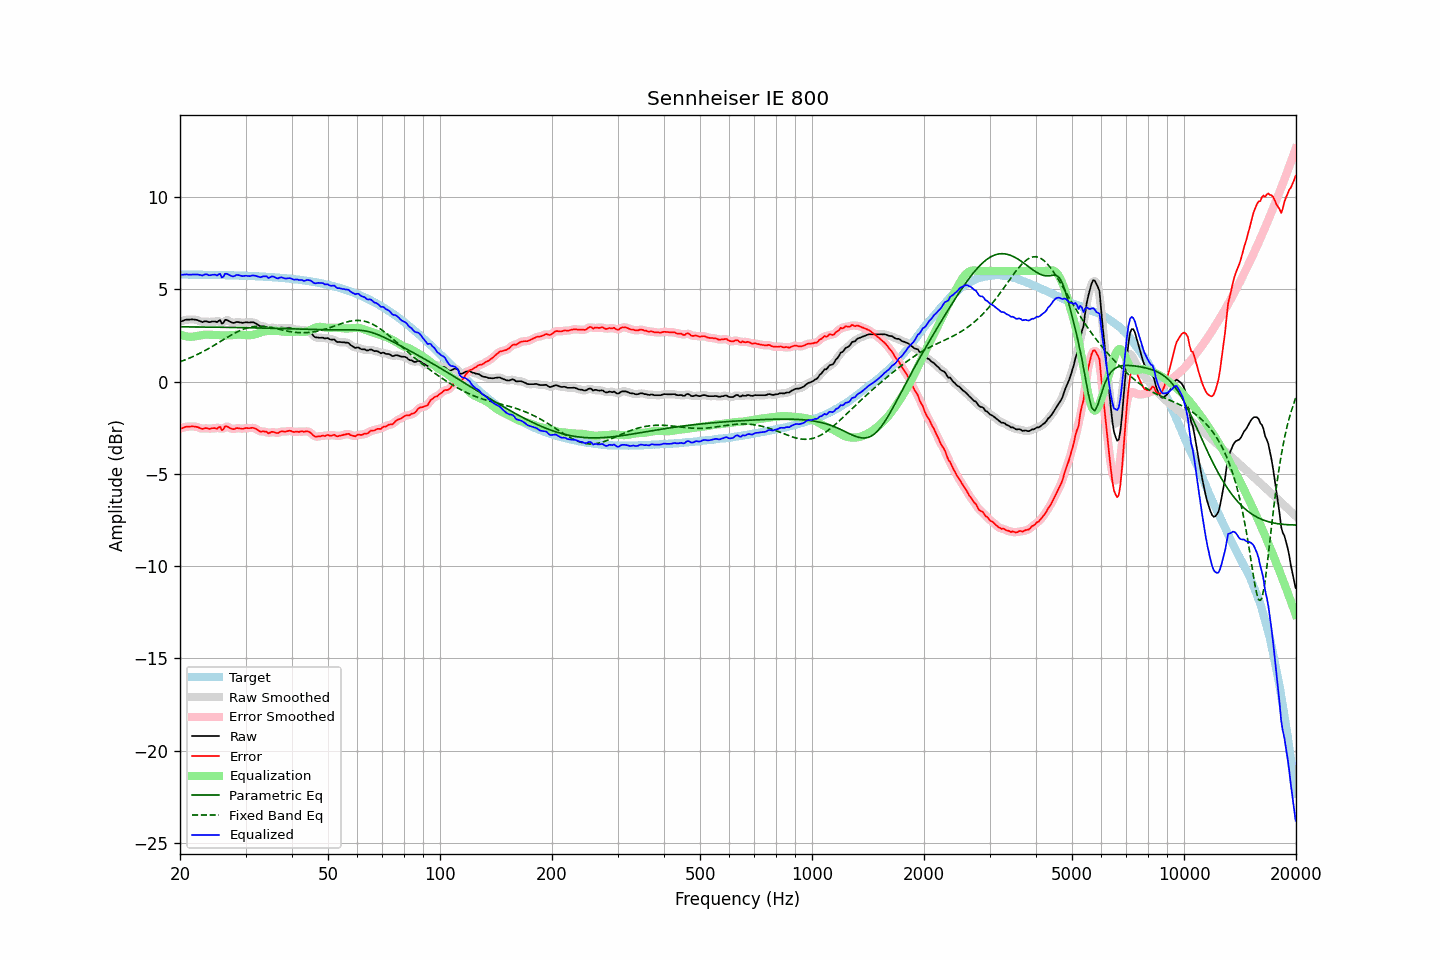 Sennheiser IE 800
Amplitude (dBr)
10
5
0
−5
−10
−15
−20
−25
Target
Raw Smoothed
Error Smoothed
Raw
Error
Equalization
Parametric Eq
Fixed Band Eq
Equalized
20 50 100 200 500 1000 2000 5000 10000 20000
Frequency (Hz)